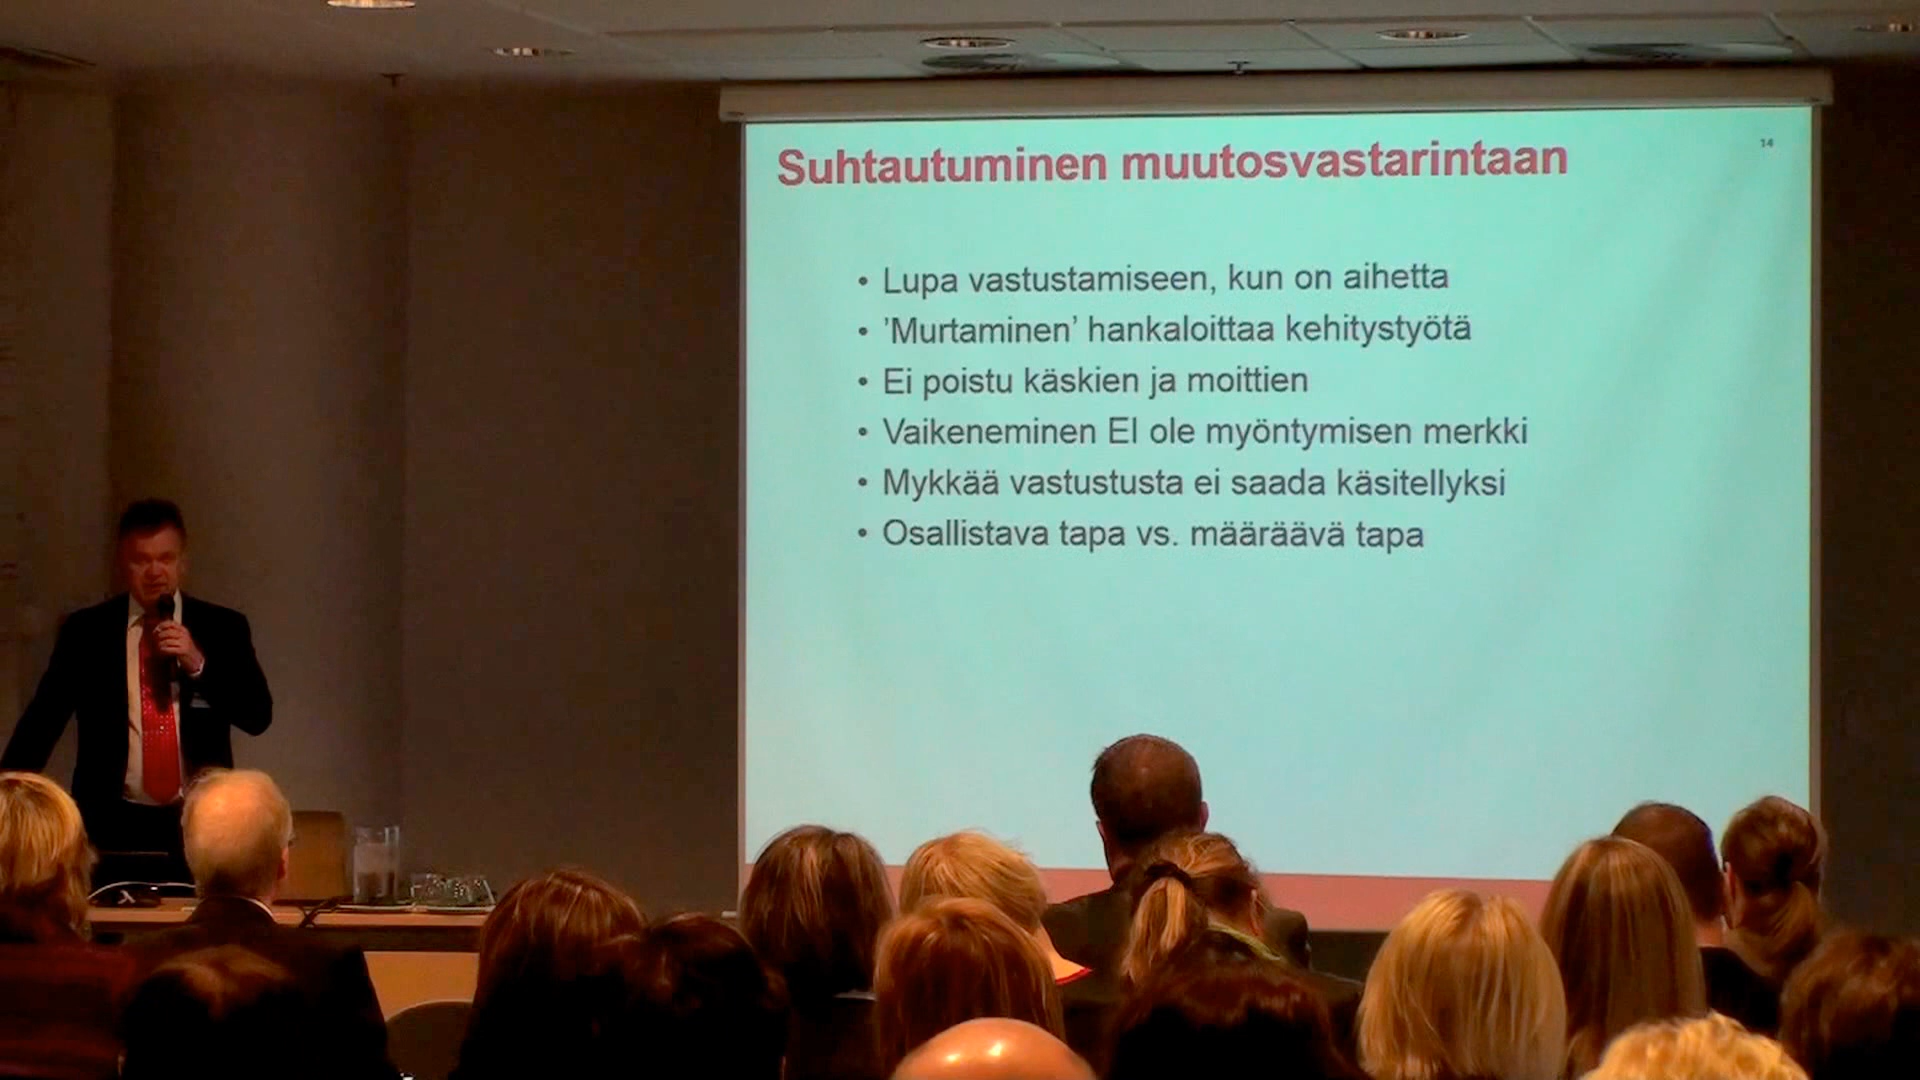 14
Suhtautuminen muutosvastarintaan
• Lupa vastustamiseen, kun on aihetta
• ’Murtaminen’ hankaloittaa kehitystyötä
• Ei poistu käskien ja moittien
• Vaikeneminen EI ole myöntymisen merkki
• Mykkää vastustusta ei saada käsitellyksi
• Osallistava tapa vs. määräävä tapa